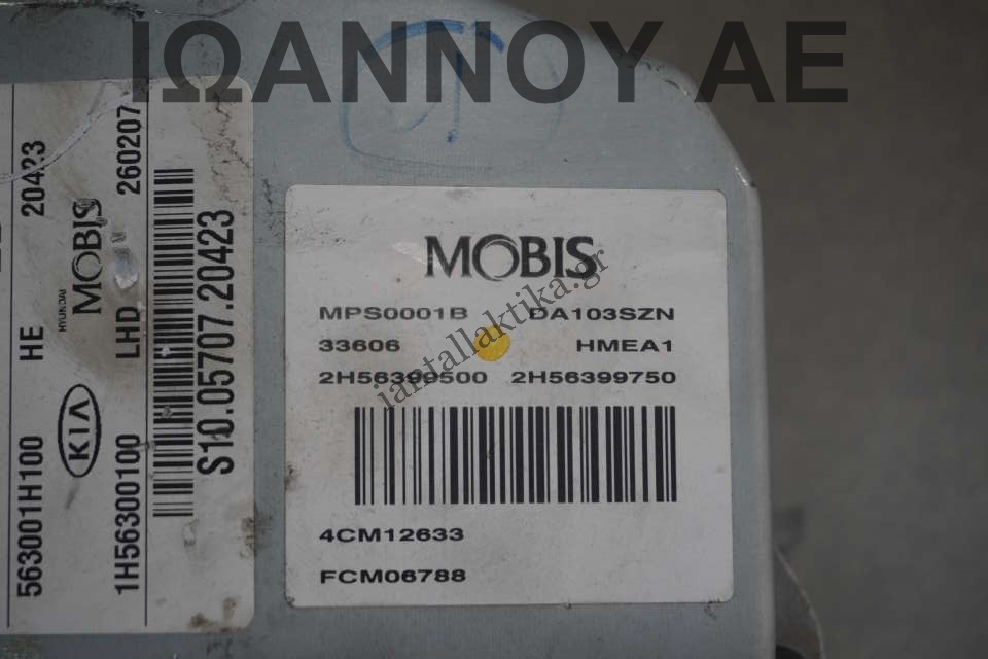 ΙΩΑΝΝΟΥ ΑΕ
MOBIS
MPS0001B DA103SZN
33606 HMEA1
2H56399500 2H56399750
4CM12633
FCM06788
iantallaktika.gr
563001H100 HE 20423
KIA HYUNDAI MOBIS
1H56300100 LHD 260207
S10.05707.20423